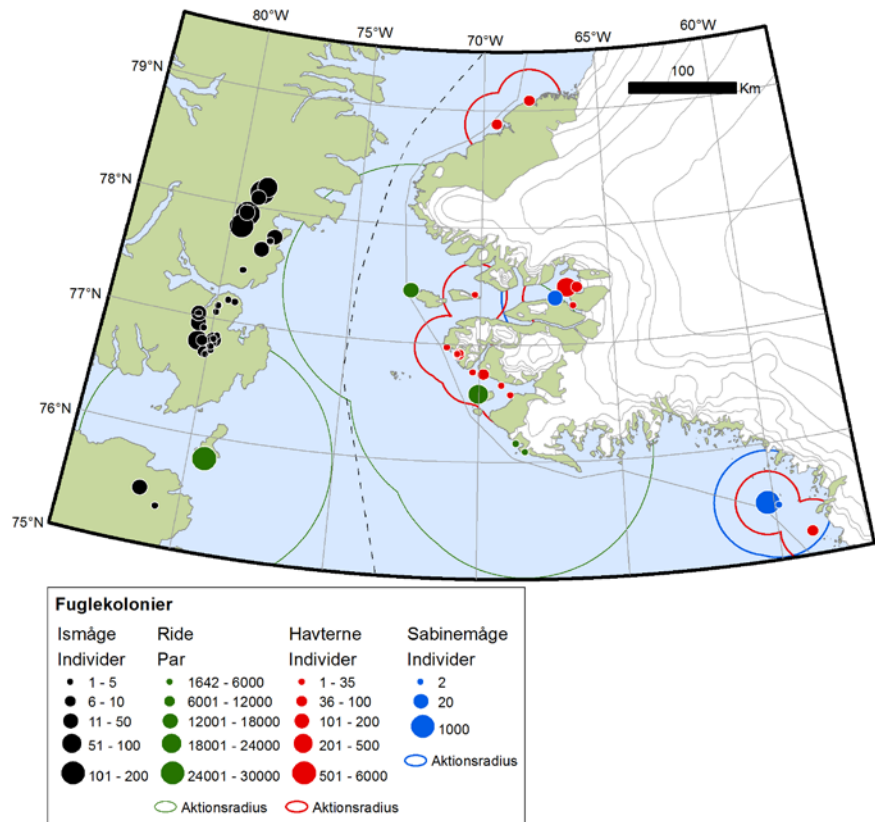 80°W
75°W
70°W
65°W
60°W
79°N
78°N
77°N
76°N
75°N
100
Km
Fuglekolonier
Ismåge
Individer
1 - 5
6 - 10
11 - 50
51 - 100
101 - 200
Ride
Par
1642 - 6000
6001 - 12000
12001 - 18000
18001 - 24000
24001 - 30000
Aktionsradius
Havterne
Individer
1 - 35
36 - 100
101 - 200
201 - 500
501 - 6000
Aktionsradius
Sabinemåge
Individer
2
20
1000
Aktionsradius